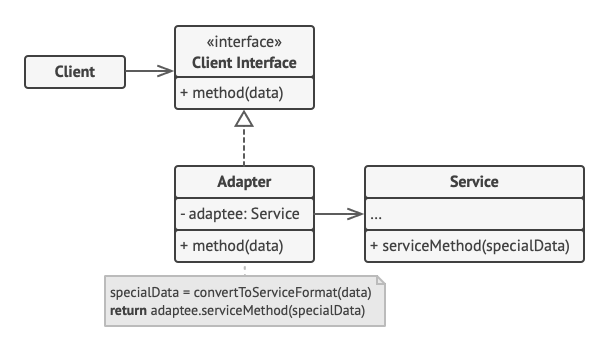 Client
«interface»
Client Interface
+ method(data)
Adapter
- adaptee: Service
+ method(data)
Service
...
+ serviceMethod(specialData)
specialData = convertToServiceFormat(data)
return adaptee.serviceMethod(specialData)